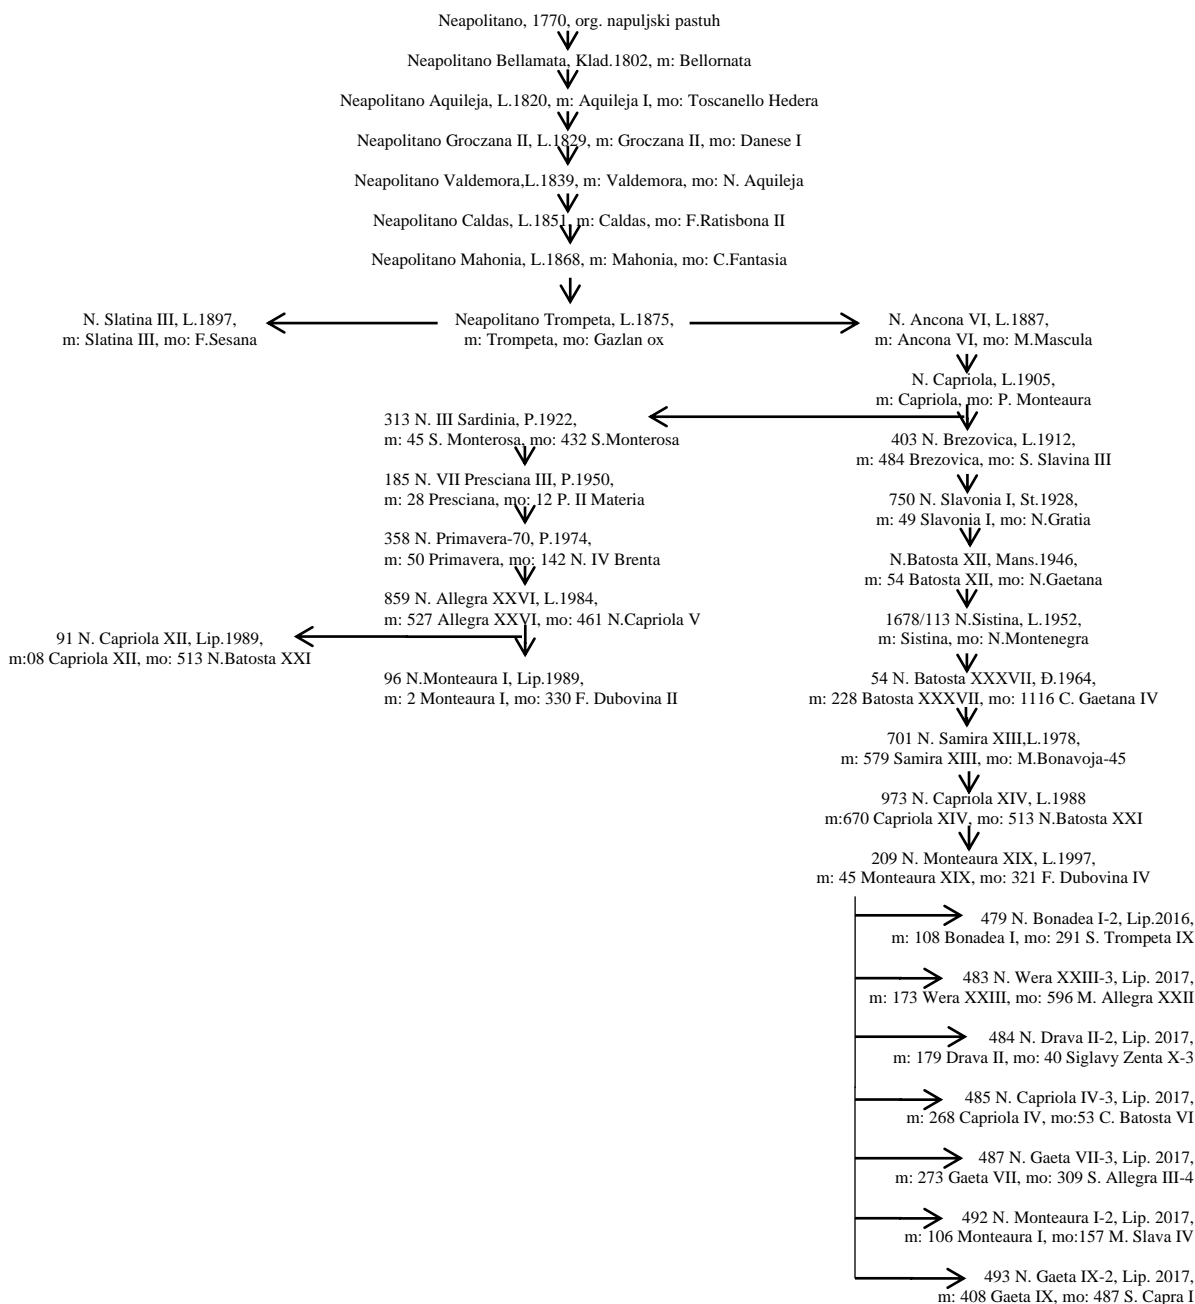 Neapolitano, 1770, org. napuljski pastuh
Neapolitano Bellamata, Klad.1802, m: Bellornata
Neapolitano Aquileja, L.1820, m: Aquileja I, mo: Toscanello Hedera
Neapolitano Groczana II, L.1829, m: Groczana II, mo: Danese I
Neapolitano Valdemora,L.1839, m: Valdemora, mo: N. Aquileja
Neapolitano Caldas, L.1851, m: Caldas, mo: F.Ratisbona II
Neapolitano Mahonia, L.1868, m: Mahonia, mo: C.Fantasia
N. Slatina III, L.1897,
m: Slatina III, mo: F.Sesana
Neapolitano Trompeta, L.1875,
m: Trompeta, mo: Gazlan ox
N. Ancona VI, L.1887,
m: Ancona VI, mo: M.Mascula
N. Capriola, L.1905,
m: Capriola, mo: P. Monteaura
313 N. III Sardinia, P.1922,
m: 45 S. Monterosa, mo: 432 S.Monterosa
185 N. VII Presciana III, P.1950,
m: 28 Presciana, mo: 12 P. II Materia
358 N. Primavera-70, P.1974,
m: 50 Primavera, mo: 142 N. IV Brenta
859 N. Allegra XXVI, L.1984,
m: 527 Allegra XXVI, mo: 461 N.Capriola V
91 N. Capriola XII, Lip.1989,
m:08 Capriola XII, mo: 513 N.Batosta XXI
96 N.Monteaura I, Lip.1989,
m: 2 Monteaura I, mo: 330 F. Dubovina II
403 N. Brezovica, L.1912,
m: 484 Brezovica, mo: S. Slavina III
750 N. Slavonia I, St.1928,
m: 49 Slavonia I, mo: N.Gratia
N.Batosta XII, Mans.1946,
m: 54 Batosta XII, mo: N.Gaetana
1678/113 N.Sistina, L.1952,
m: Sistina, mo: N.Montenegra
54 N. Batosta XXXVII, Đ.1964,
m: 228 Batosta XXXVII, mo: 1116 C. Gaetana IV
701 N. Samira XIII,L.1978,
m: 579 Samira XIII, mo: M.Bonavoja-45
973 N. Capriola XIV, L.1988
m:670 Capriola XIV, mo: 513 N.Batosta XXI
209 N. Monteaura XIX, L.1997,
m: 45 Monteaura XIX, mo: 321 F. Dubovina IV
479 N. Bonadea I-2, Lip.2016,
m: 108 Bonadea I, mo: 291 S. Trompeta IX
483 N. Wera XXIII-3, Lip. 2017,
m: 173 Wera XXIII, mo: 596 M. Allegra XXII
484 N. Drava II-2, Lip. 2017,
m: 179 Drava II, mo: 40 Siglavy Zenta X-3
485 N. Capriola IV-3, Lip. 2017,
m: 268 Capriola IV, mo:53 C. Batosta VI
487 N. Gaeta VII-3, Lip. 2017,
m: 273 Gaeta VII, mo: 309 S. Allegra III-4
492 N. Monteaura I-2, Lip. 2017,
m: 106 Monteaura I, mo:157 M. Slava IV
493 N. Gaeta IX-2, Lip. 2017,
m: 408 Gaeta IX, mo: 487 S. Capra I